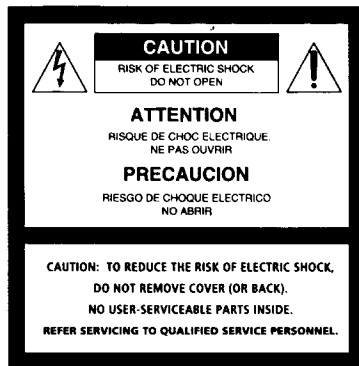 CAUTION
RISK OF ELECTRIC SHOCK
DO NOT OPEN
ATTENTION
RISQUE DE CHOC ELECTRIQUE.
NE PAS OUVRIR
PRECAUCION
RIESGO DE CHOQUE ELECTRICO
NO ABRIR
CAUTION: TO REDUCE THE RISK OF ELECTRIC SHOCK,
DO NOT REMOVE COVER (OR BACK).
NO USER-SERVICEABLE PARTS INSIDE.
REFER SERVICING TO QUALIFIED SERVICE PERSONNEL.